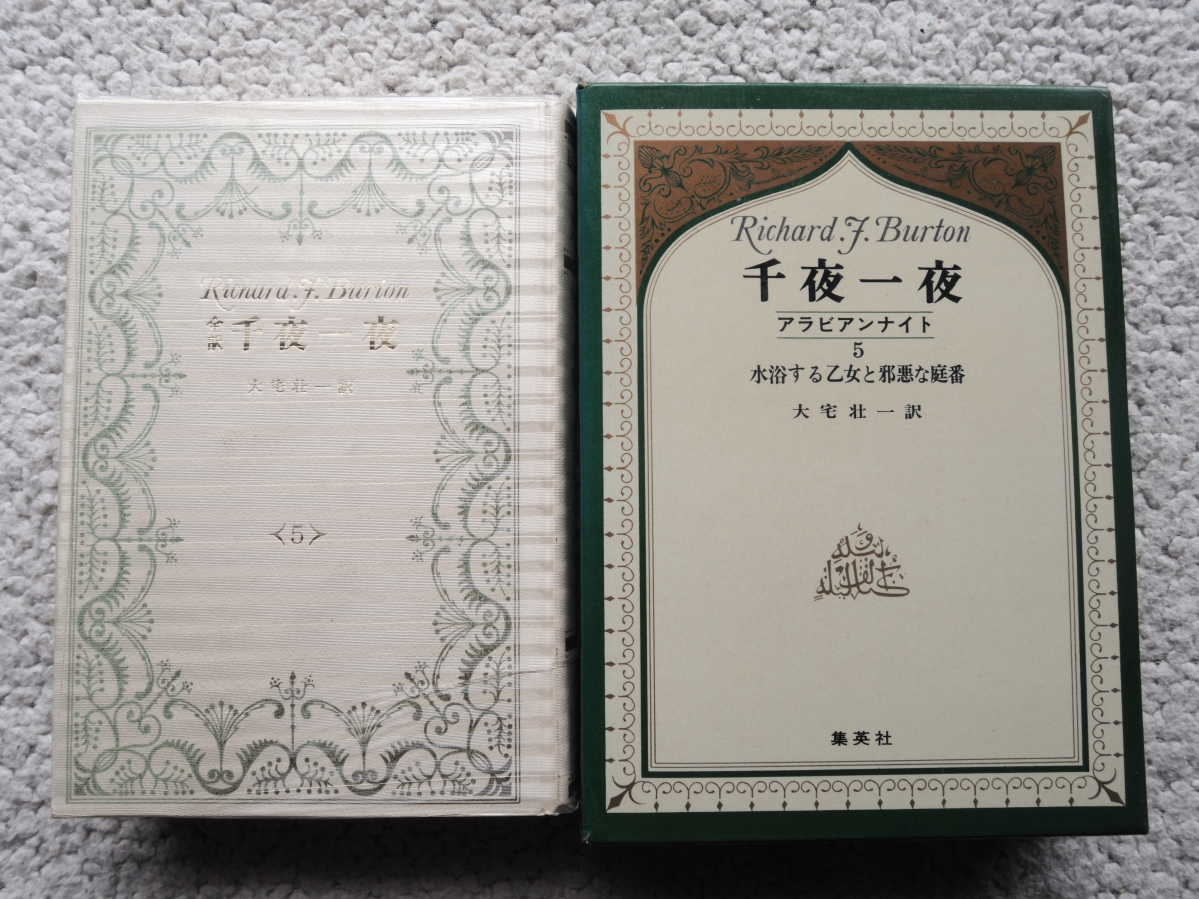 Richard.F.Burton
全訳 千夜一夜
大宅壮一訳
<5>
Richard.F.Burton
千夜一夜
アラビアンナイト
5
水浴する乙女と邪悪な庭番
大宅壮一訳
集英社